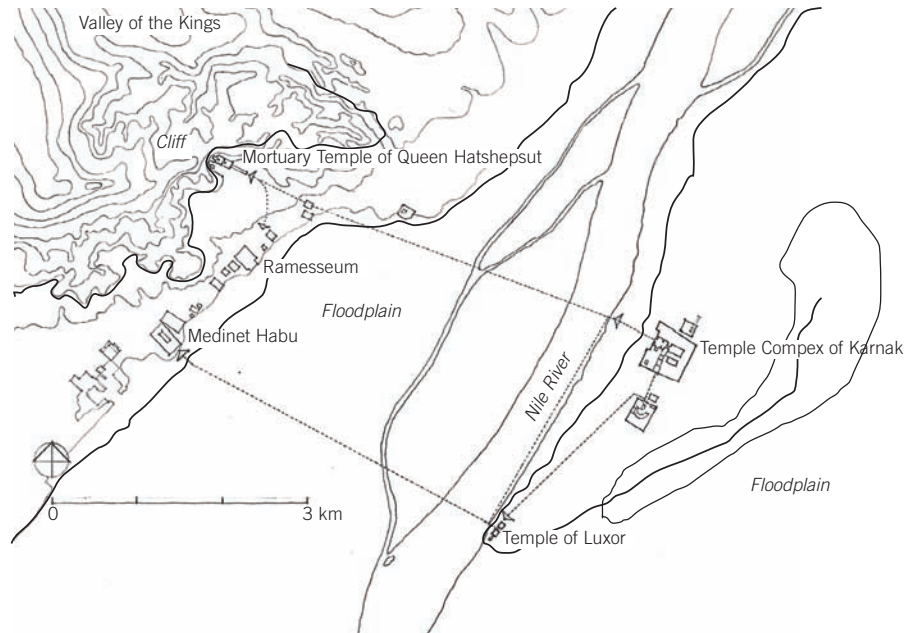 Valley of the Kings
Cliff
Mortuary Temple of Queen Hatshepsut
Ramesseum
Floodplain
Medinet Habu
Temple Compex of Karnak
Nile River
Floodplain
0
3 km
Temple of Luxor